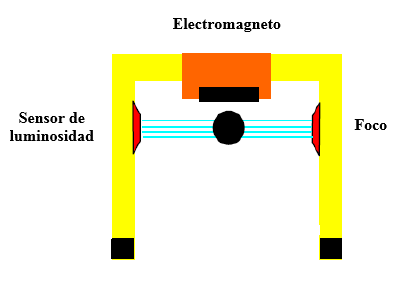 Electromagneto
Sensor de
luminosidad
Foco